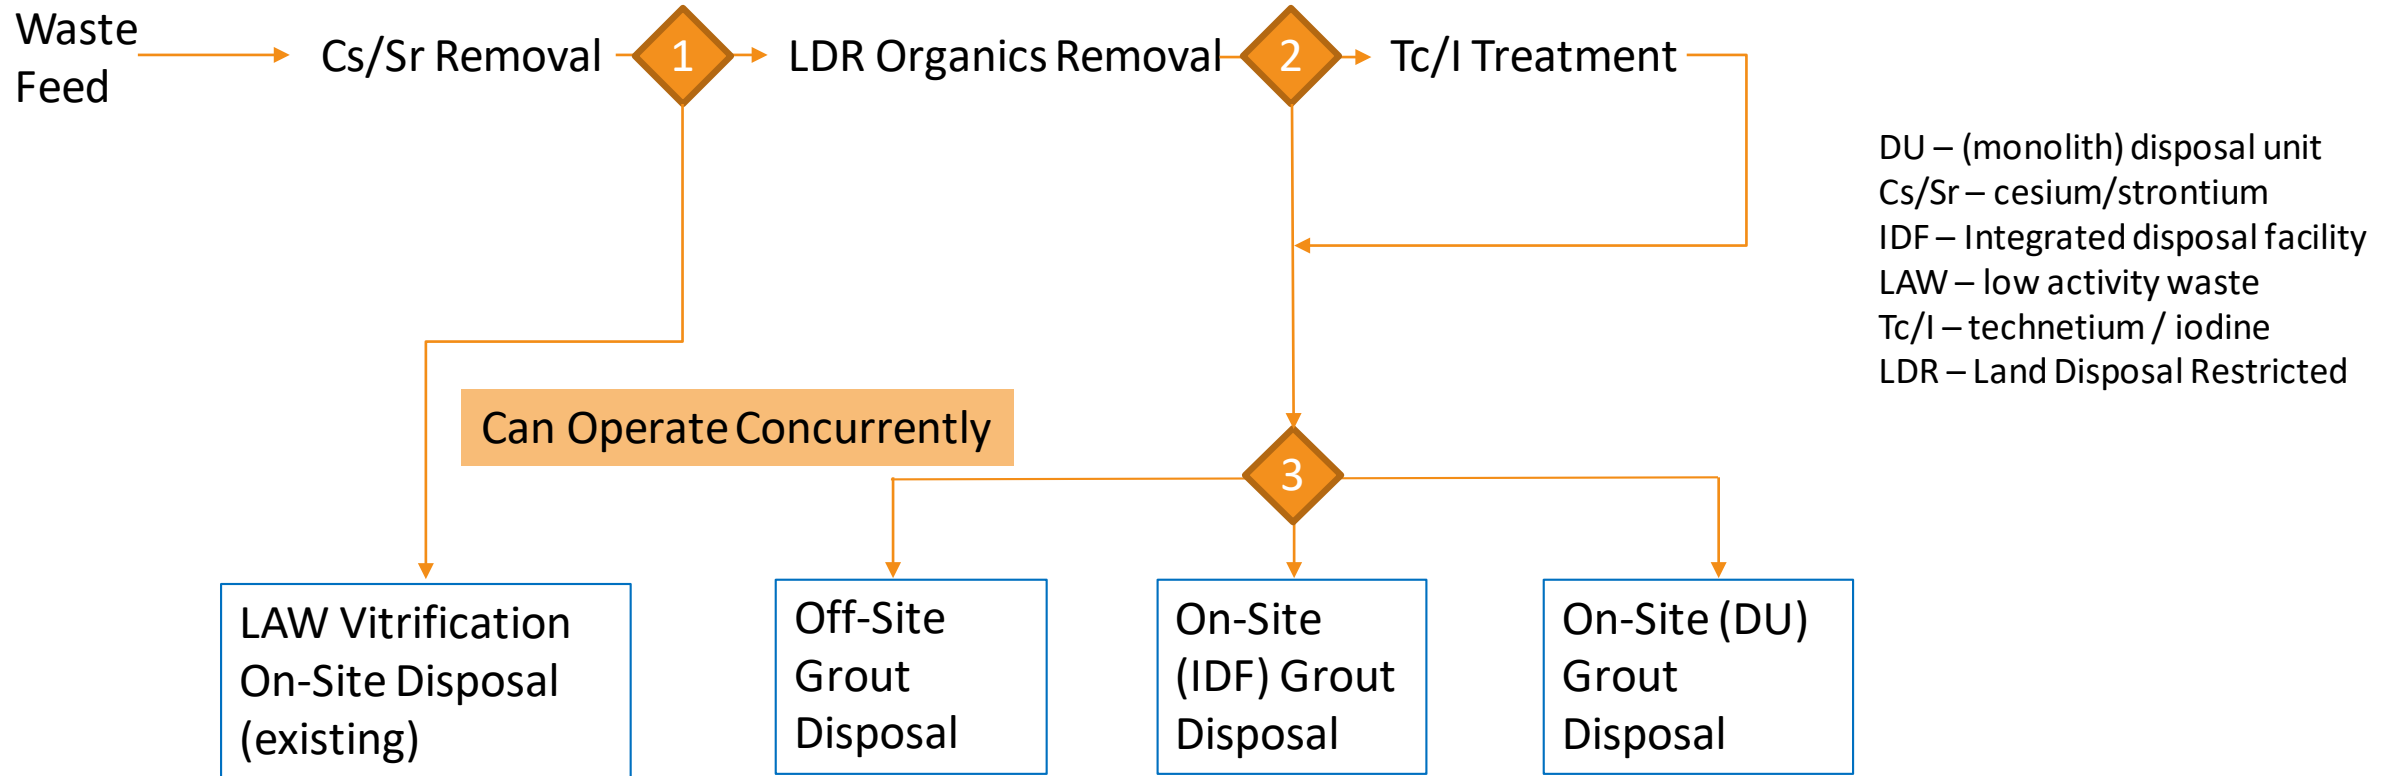 Waste
Feed
Cs/Sr Removal
1
LDR Organics Removal
2
Tc/I Treatment
DU – (monolith) disposal unit
Cs/Sr – cesium/strontium
IDF – Integrated disposal facility
LAW – low activity waste
Tc/I – technetium / iodine
LDR – Land Disposal Restricted
Can Operate Concurrently
3
LAW Vitrification
On-Site Disposal
(existing)
Off-Site
Grout
Disposal
On-Site
(IDF) Grout
Disposal
On-Site (DU)
Grout
Disposal